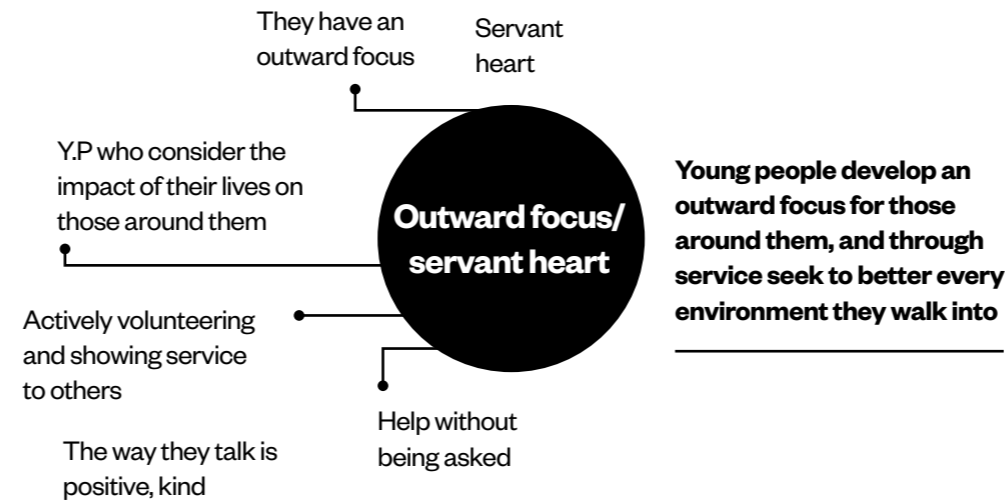 They have an
outward focus
Servant
heart
Y.P who consider the
impact of their lives on
those around them
Outward focus/
servant heart
Young people develop an
outward focus for those
around them, and through
service seek to better every
environment they walk into
Actively volunteering
and showing service
to others
Help without
being asked
The way they talk is
positive, kind